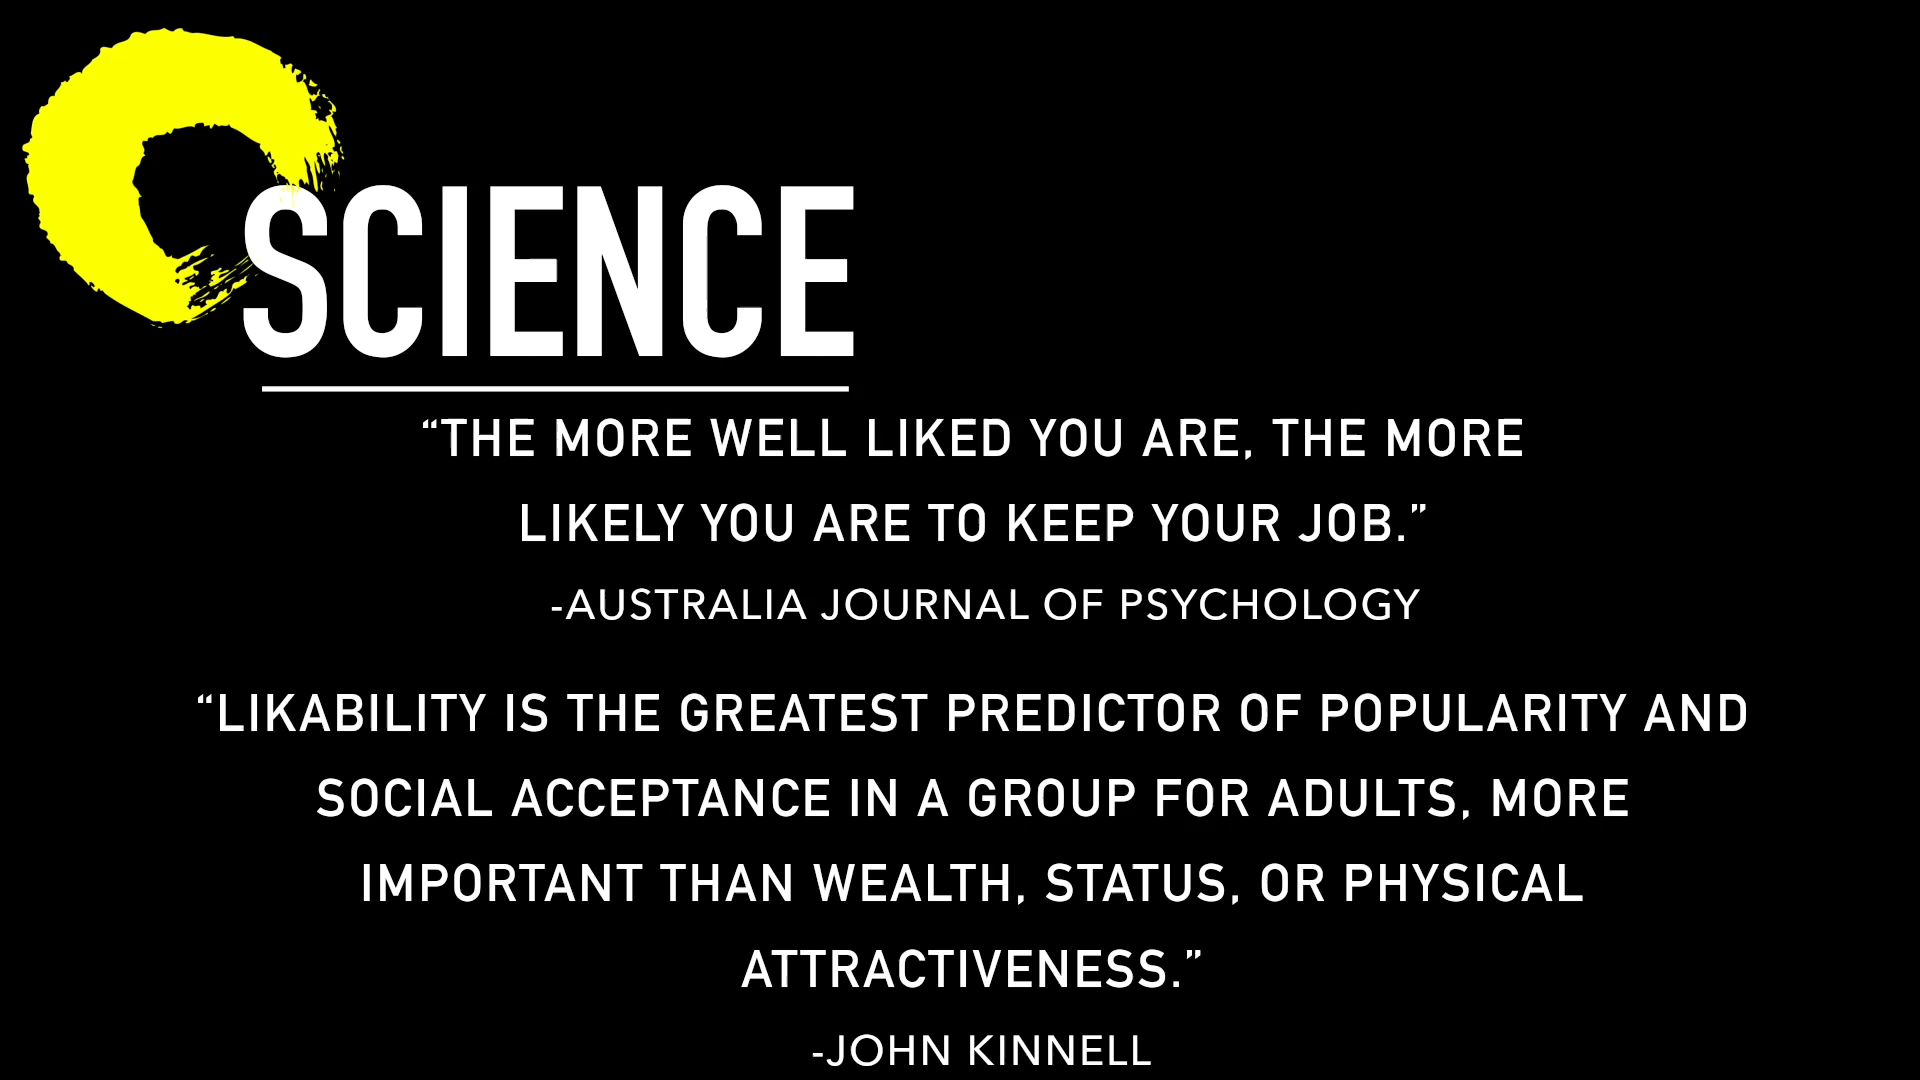 SCIENCE
“THE MORE WELL LIKED YOU ARE, THE MORE
LIKELY YOU ARE TO KEEP YOUR JOB.”
-AUSTRALIA JOURNAL OF PSYCHOLOGY
“LIKABILITY IS THE GREATEST PREDICTOR OF POPULARITY AND
SOCIAL ACCEPTANCE IN A GROUP FOR ADULTS, MORE
IMPORTANT THAN WEALTH, STATUS, OR PHYSICAL
ATTRACTIVENESS.”
-JOHN KINNELL